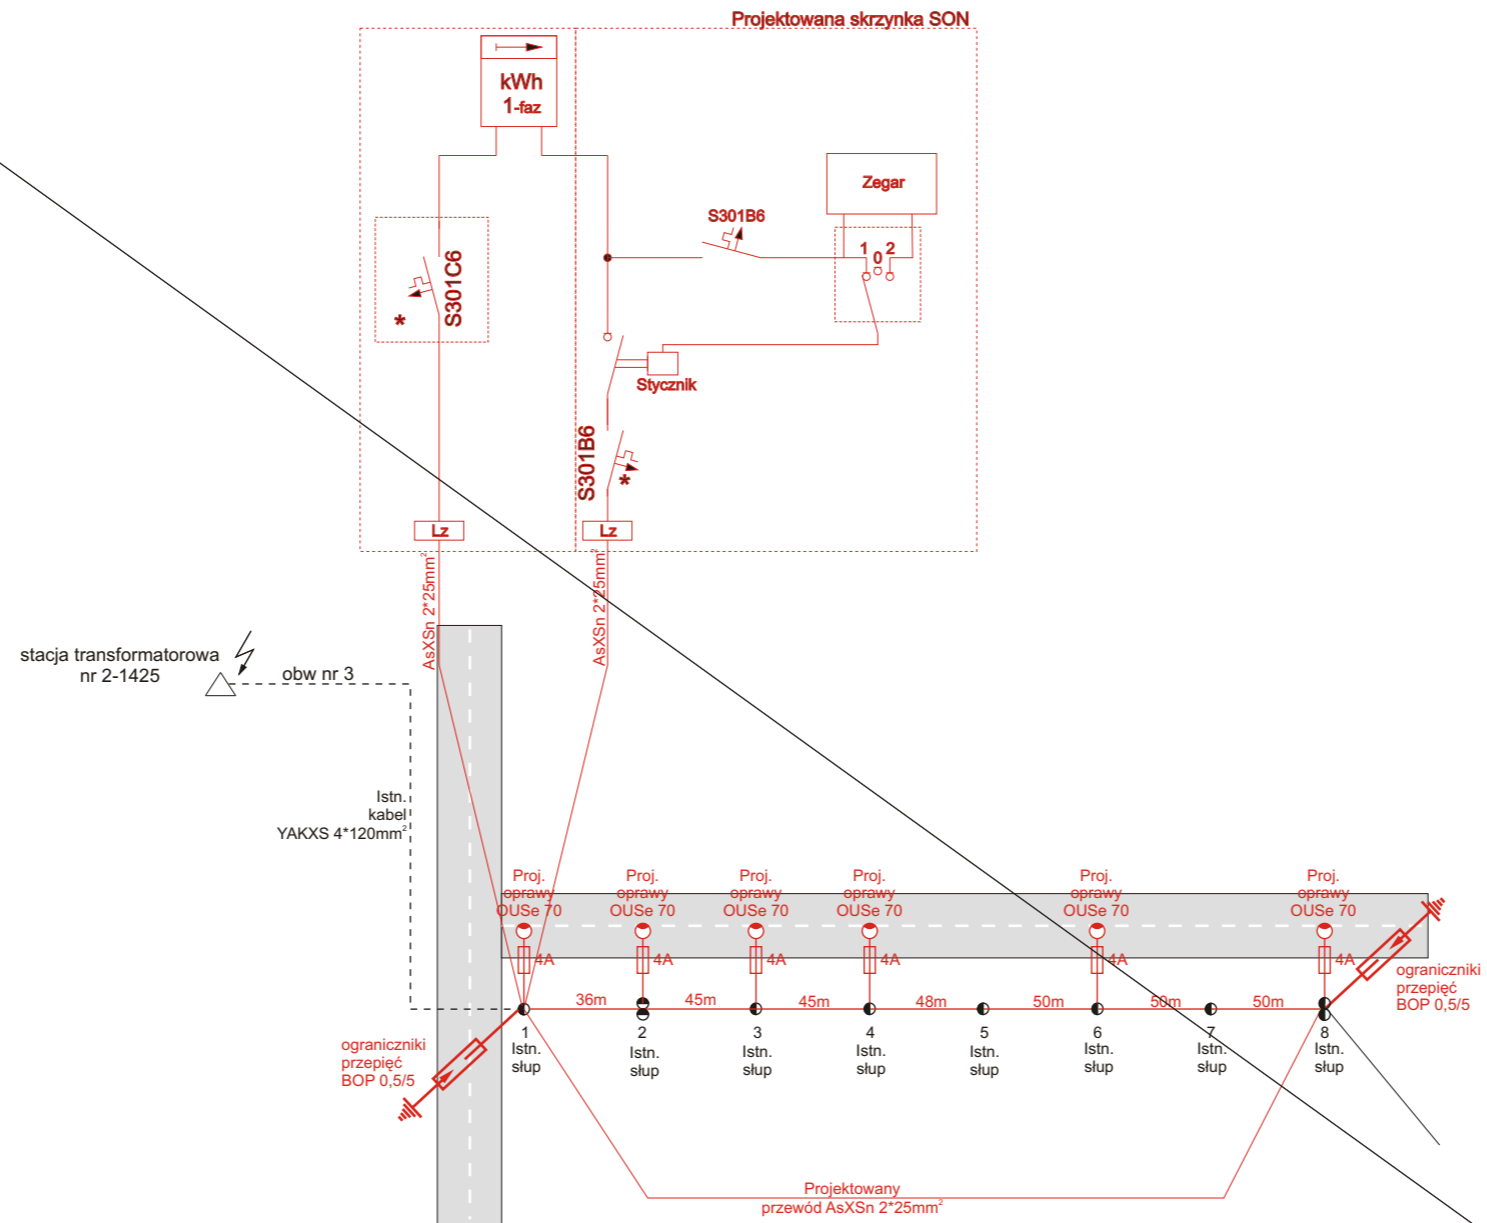 Projektowana skrzynka SON
kWh
1-faz
Zegar
S301B6
1 0 2
S301C6
*
Stycznik
S301B6
*
Lz
Lz
AsXSn 2*25mm²
AsXSn 2*25mm²
stacja transformatorowa
nr 2-1425
obw nr 3
Istn.
kabel
YAKXS 4*120mm²
Proj.
oprawy
OUSe 70
Proj.
oprawy
OUSe 70
Proj.
oprawy
OUSe 70
Proj.
oprawy
OUSe 70
Proj.
oprawy
OUSe 70
Proj.
oprawy
OUSe 70
4A
4A
4A
4A
4A
4A
ograniczniki
przepięć
BOP 0,5/5
36m
45m
45m
48m
50m
50m
50m
1
Istn.
słup
2
Istn.
słup
3
Istn.
słup
4
Istn.
słup
5
Istn.
słup
6
Istn.
słup
7
Istn.
słup
8
Istn.
słup
ograniczniki
przepięć
BOP 0,5/5
Projektowany
przewód AsXSn 2*25mm²